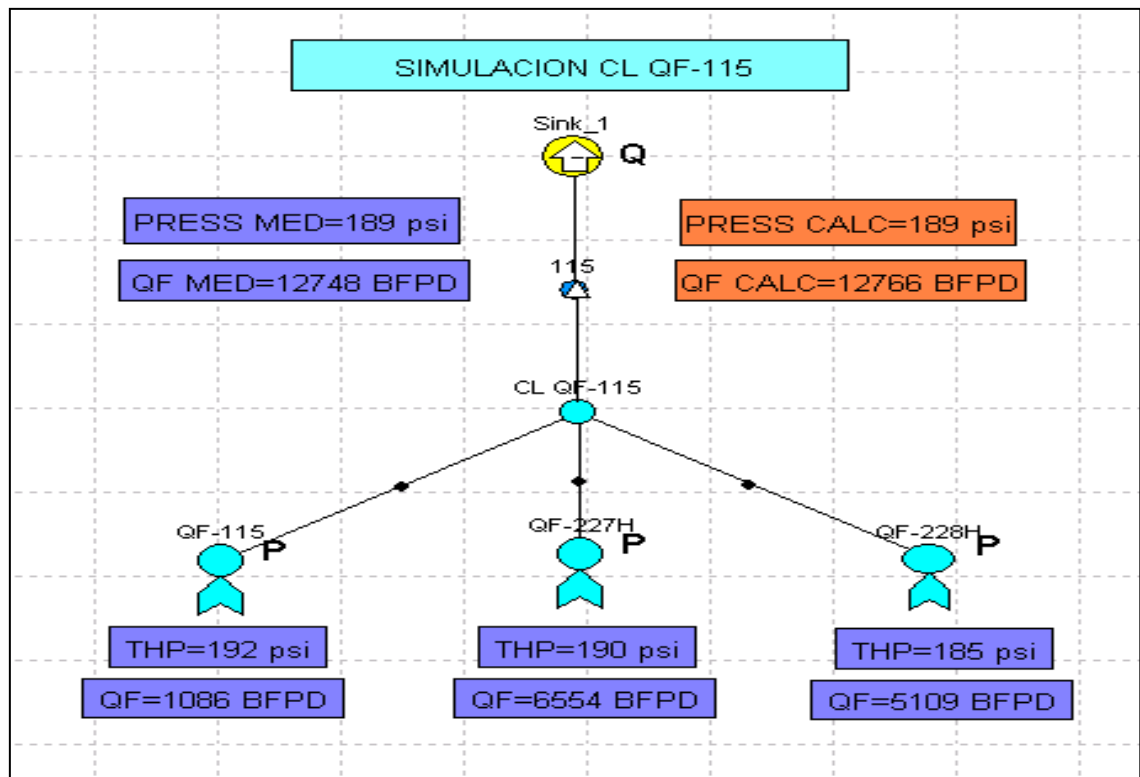 SIMULACION CL QF-115
Sink_1
Q
PRESS MED=189 psi
PRESS CALC=189 psi
115
QF MED=12748 BFPD
QF CALC=12766 BFPD
CL QF-115
QF-115
P
QF-227H
P
QF-228H
P
THP=192 psi
THP=190 psi
THP=185 psi
QF=1086 BFPD
QF=6554 BFPD
QF=5109 BFPD